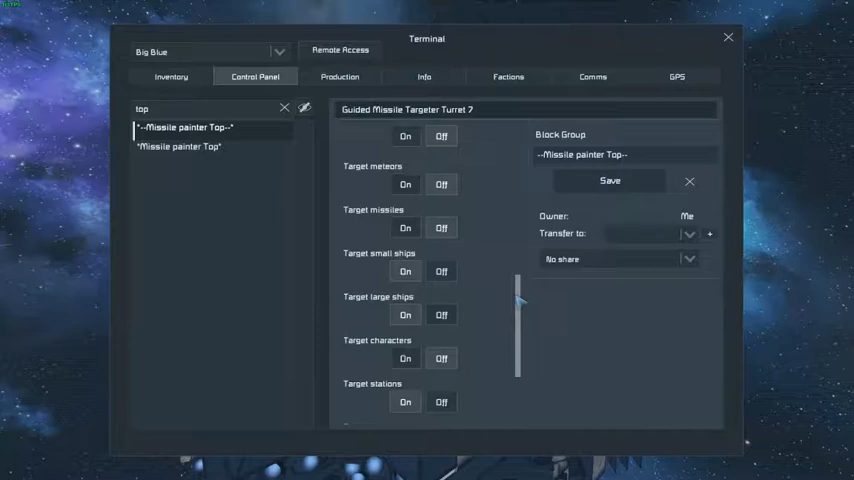 Terminal
Big Blue
Remote Access
Inventory
Control Panel
Production
Info
Factions
Comms
GPS
top
*--Missile painter Top--*
*Missile painter Top*
Guided Missile Targeter Turret 7
On Off
Target meteors
On Off
Target missiles
On Off
Target small ships
On Off
Target large ships
On Off
Target characters
On Off
Target stations
On Off
Block Group
--Missile painter Top--
Save
Owner: Me
Transfer to:
No share